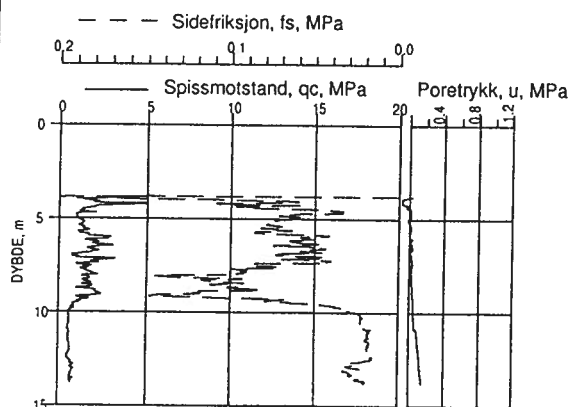 Sidefriksjon, fs, MPa
0,2 0,1 0.0
Spissmotstand, qc, MPa Poretrykk, u, MPa
0 5 10 15 20 0.4 0.8 1.2
0
5
DYBDE, m
10
15